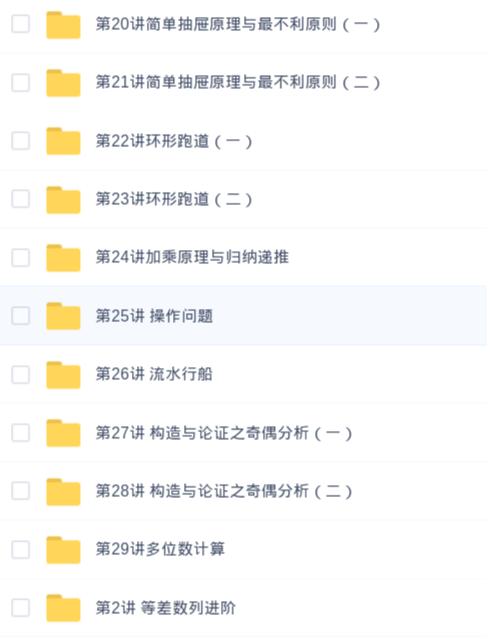 第20讲简单抽屉原理与最不利原则（一）
第21讲简单抽屉原理与最不利原则（二）
第22讲环形跑道（一）
第23讲环形跑道（二）
第24讲加乘原理与归纳递推
第25讲 操作问题
第26讲 流水行船
第27讲 构造与论证之奇偶分析（一）
第28讲 构造与论证之奇偶分析（二）
第29讲多位数计算
第2讲 等差数列进阶